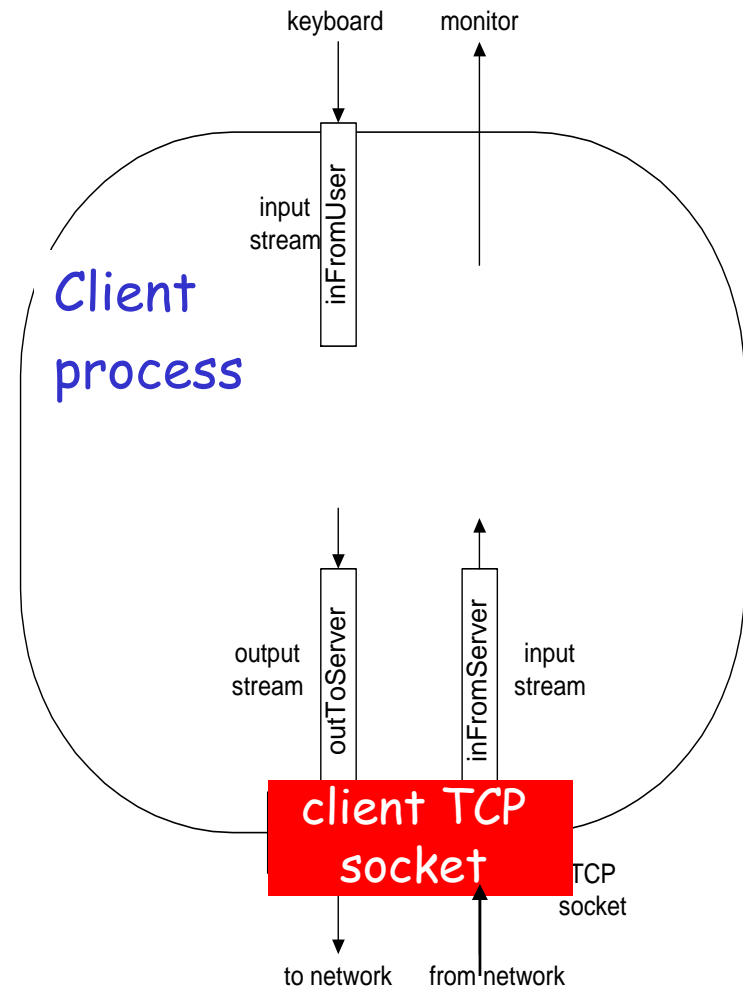 keyboard
monitor
input
stream
inFromUser
Client
process
output
stream
outToServer
inFromServer
input
stream
client TCP
socket
TCP
socket
to network
from network